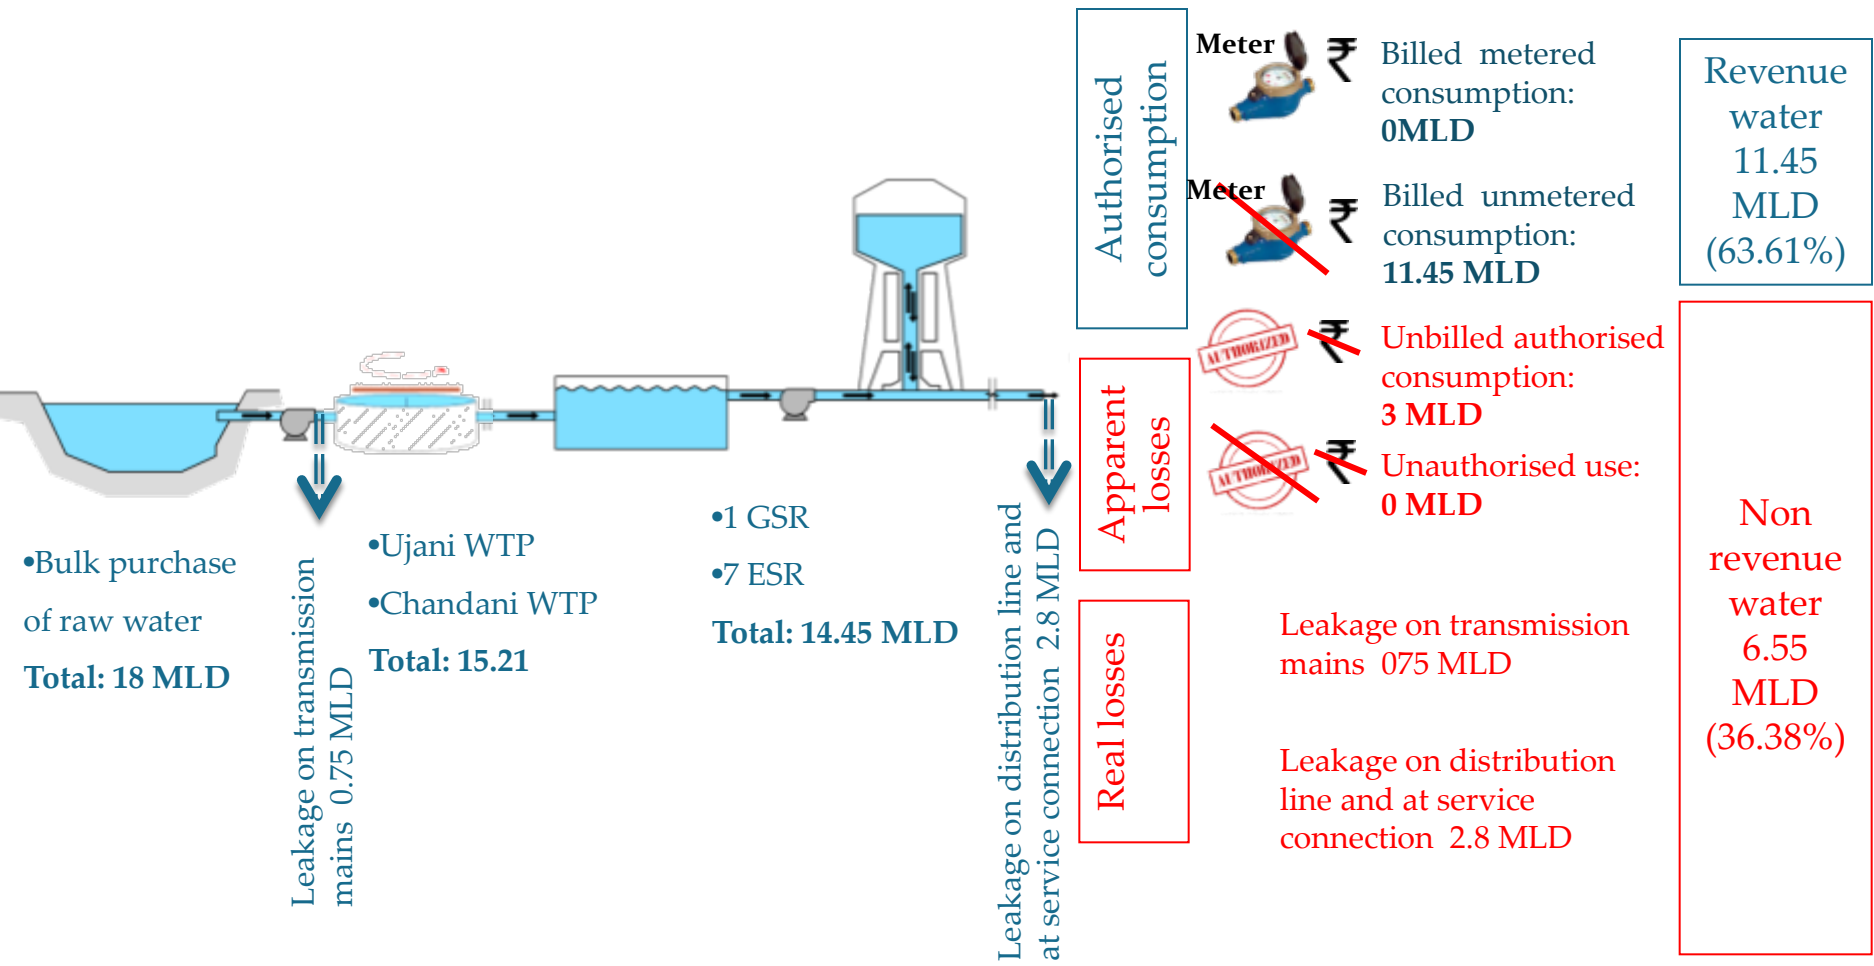 •Bulk purchase
of raw water
Total: 18 MLD
Leakage on transmission
mains 0.75 MLD
•Ujani WTP
•Chandani WTP
Total: 15.21
•1 GSR
•7 ESR
Total: 14.45 MLD
Leakage on distribution line and
at service connection 2.8 MLD
Authorised
consumption
Meter
₹
Billed metered
consumption:
0MLD
Meter
₹
Billed unmetered
consumption:
11.45 MLD
Revenue
water
11.45
MLD
(63.61%)
AUTHORIZED
₹
Unbilled authorised
consumption:
3 MLD
Apparent
losses
AUTHORIZED
₹
Unauthorised use:
0 MLD
Real losses
Leakage on transmission
mains 075 MLD
Leakage on distribution
line and at service
connection 2.8 MLD
Non
revenue
water
6.55
MLD
(36.38%)